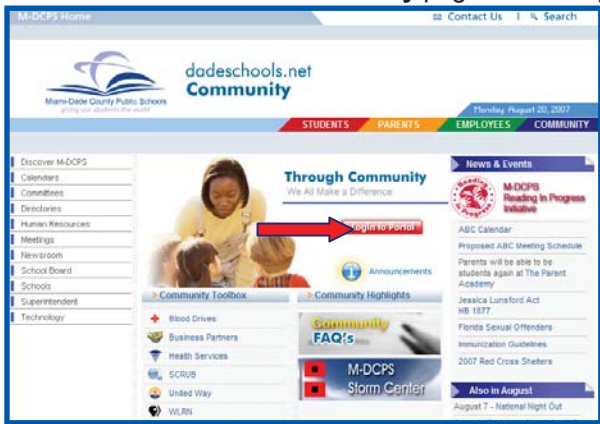 M-DCPS Home
Contact Us | Search
Miami-Dade County Public Schools
giving our students the world
dadeschools.net
Community
Monday August 20, 2007
STUDENTS PARENTS EMPLOYEES COMMUNITY
Discover M-DCPS
Calendars
Committees
Directories
Human Resources
Meetings
Newsroom
School Board
Schools
Superintendent
Technology
Through Community
We All Make a Difference
Login to Portal
Announcements
Community Toolbox
Blood Drives
Business Partners
Health Services
SCRUB
United Way
WLRN
Community Highlights
Community
FAQ's
M-DCPS
Storm Center
News & Events
M-DCPS
Reading In Progress
Initiative
ABC Calendar
Proposed ABC Meeting Schedule
Parents will be able to be
students again at The Parent
Academy
Jessica Lunsford Act
HB 1877
Florida Sexual Offenders
Immunization Guidelines
2007 Red Cross Shelters
Also in August
August 7 - National Night Out